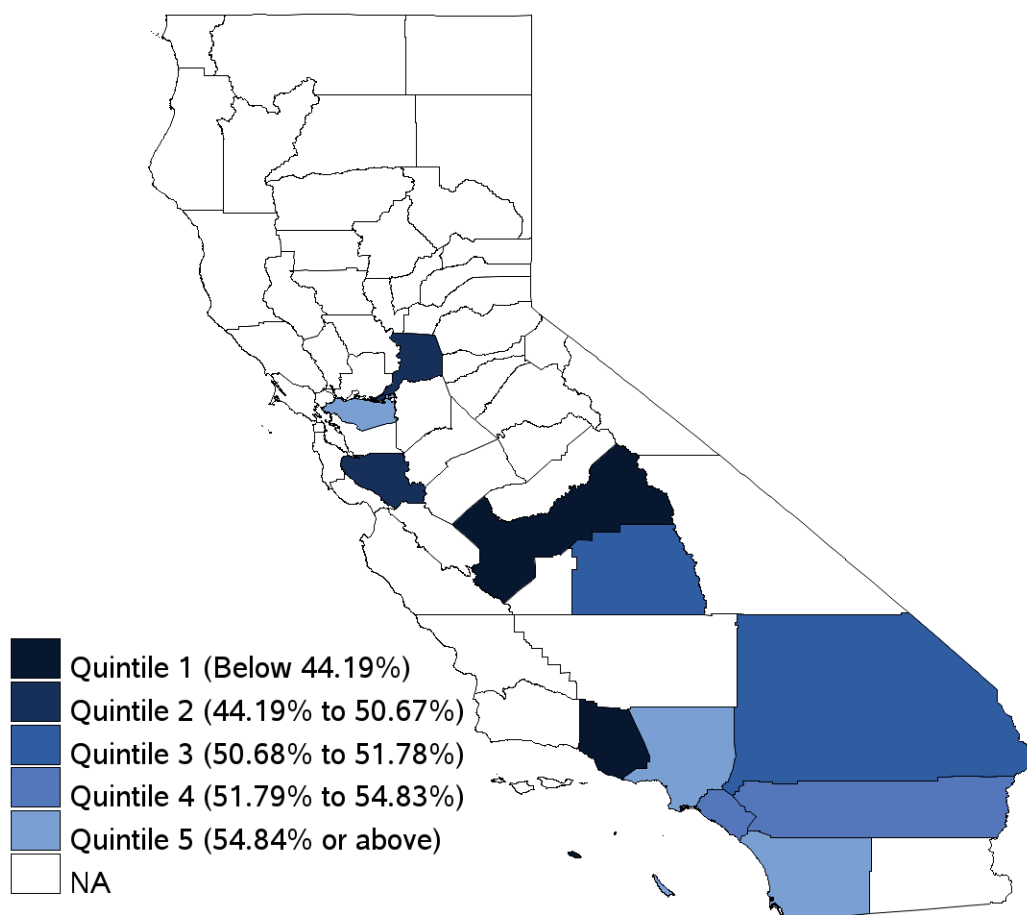 Quintile 1 (Below 44.19%)
Quintile 2 (44.19% to 50.67%)
Quintile 3 (50.68% to 51.78%)
Quintile 4 (51.79% to 54.83%)
Quintile 5 (54.84% or above)
NA